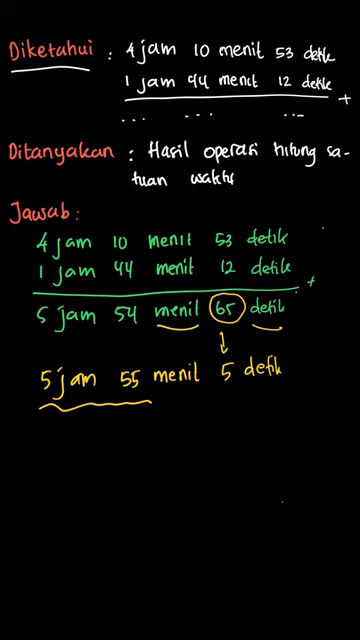 Diketahui : 4 jam 10 menit 53 detik
1 jam 44 menit 12 detik +
... ... ...
Ditanyakan : Hasil operasi hitung sa-
tuan waktu
Jawab :
4 jam 10 menit 53 detik
1 jam 44 menit 12 detik +
5 jam 54 menit 65 detik
↓
5 jam 55 menit 5 detik